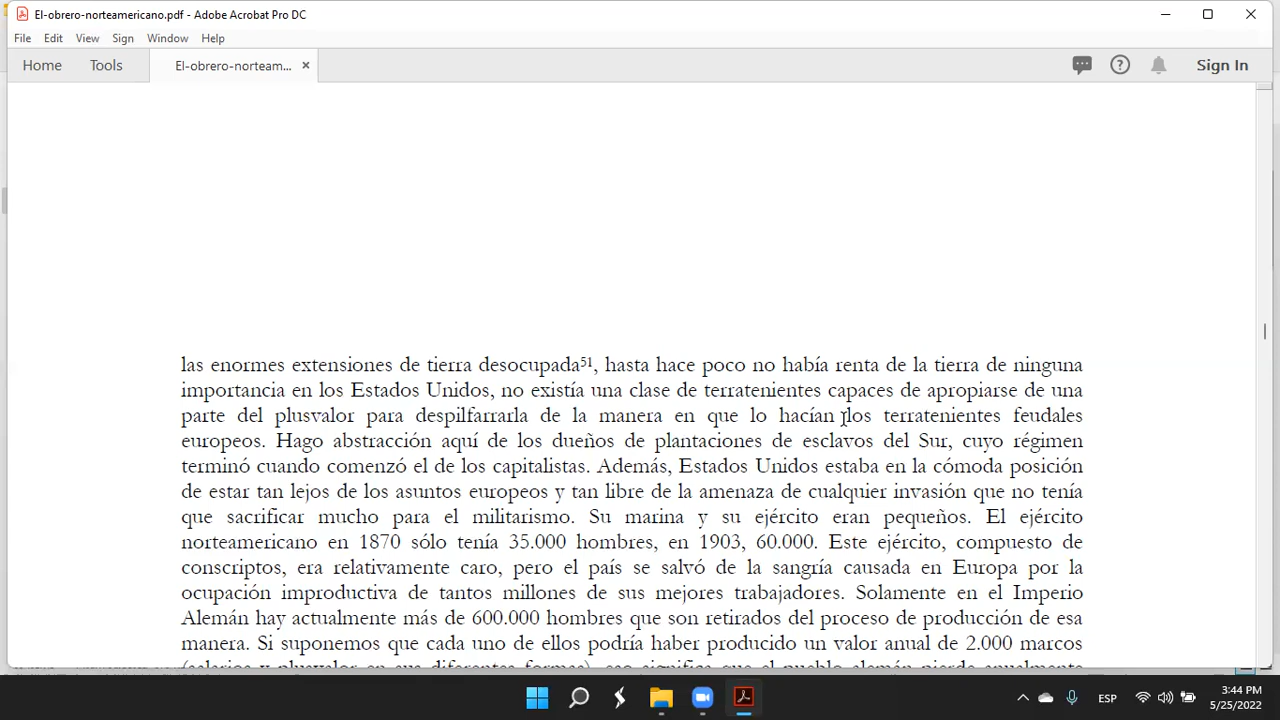 El-obrero-norteamericano.pdf - Adobe Acrobat Pro DC
File Edit View Sign Window Help
Home Tools El-obrero-norteam... × Sign In
las enormes extensiones de tierra desocupada51, hasta hace poco no había renta de la tierra de ninguna
importancia en los Estados Unidos, no existía una clase de terratenientes capaces de apropiarse de una
parte del plusvalor para despilfarrarla de la manera en que lo hacían los terratenientes feudales
europeos. Hago abstracción aquí de los dueños de plantaciones de esclavos del Sur, cuyo régimen
terminó cuando comenzó el de los capitalistas. Además, Estados Unidos estaba en la cómoda posición
de estar tan lejos de los asuntos europeos y tan libre de la amenaza de cualquier invasión que no tenía
que sacrificar mucho para el militarismo. Su marina y su ejército eran pequeños. El ejército
norteamericano en 1870 sólo tenía 35.000 hombres, en 1903, 60.000. Este ejército, compuesto de
conscriptos, era relativamente caro, pero el país se salvó de la sangría causada en Europa por la
ocupación improductiva de tantos millones de sus mejores trabajadores. Solamente en el Imperio
Alemán hay actualmente más de 600.000 hombres que son retirados del proceso de producción de esa
manera. Si suponemos que cada uno de ellos podría haber producido un valor anual de 2.000 marcos
ESP
3:44 PM
5/25/2022